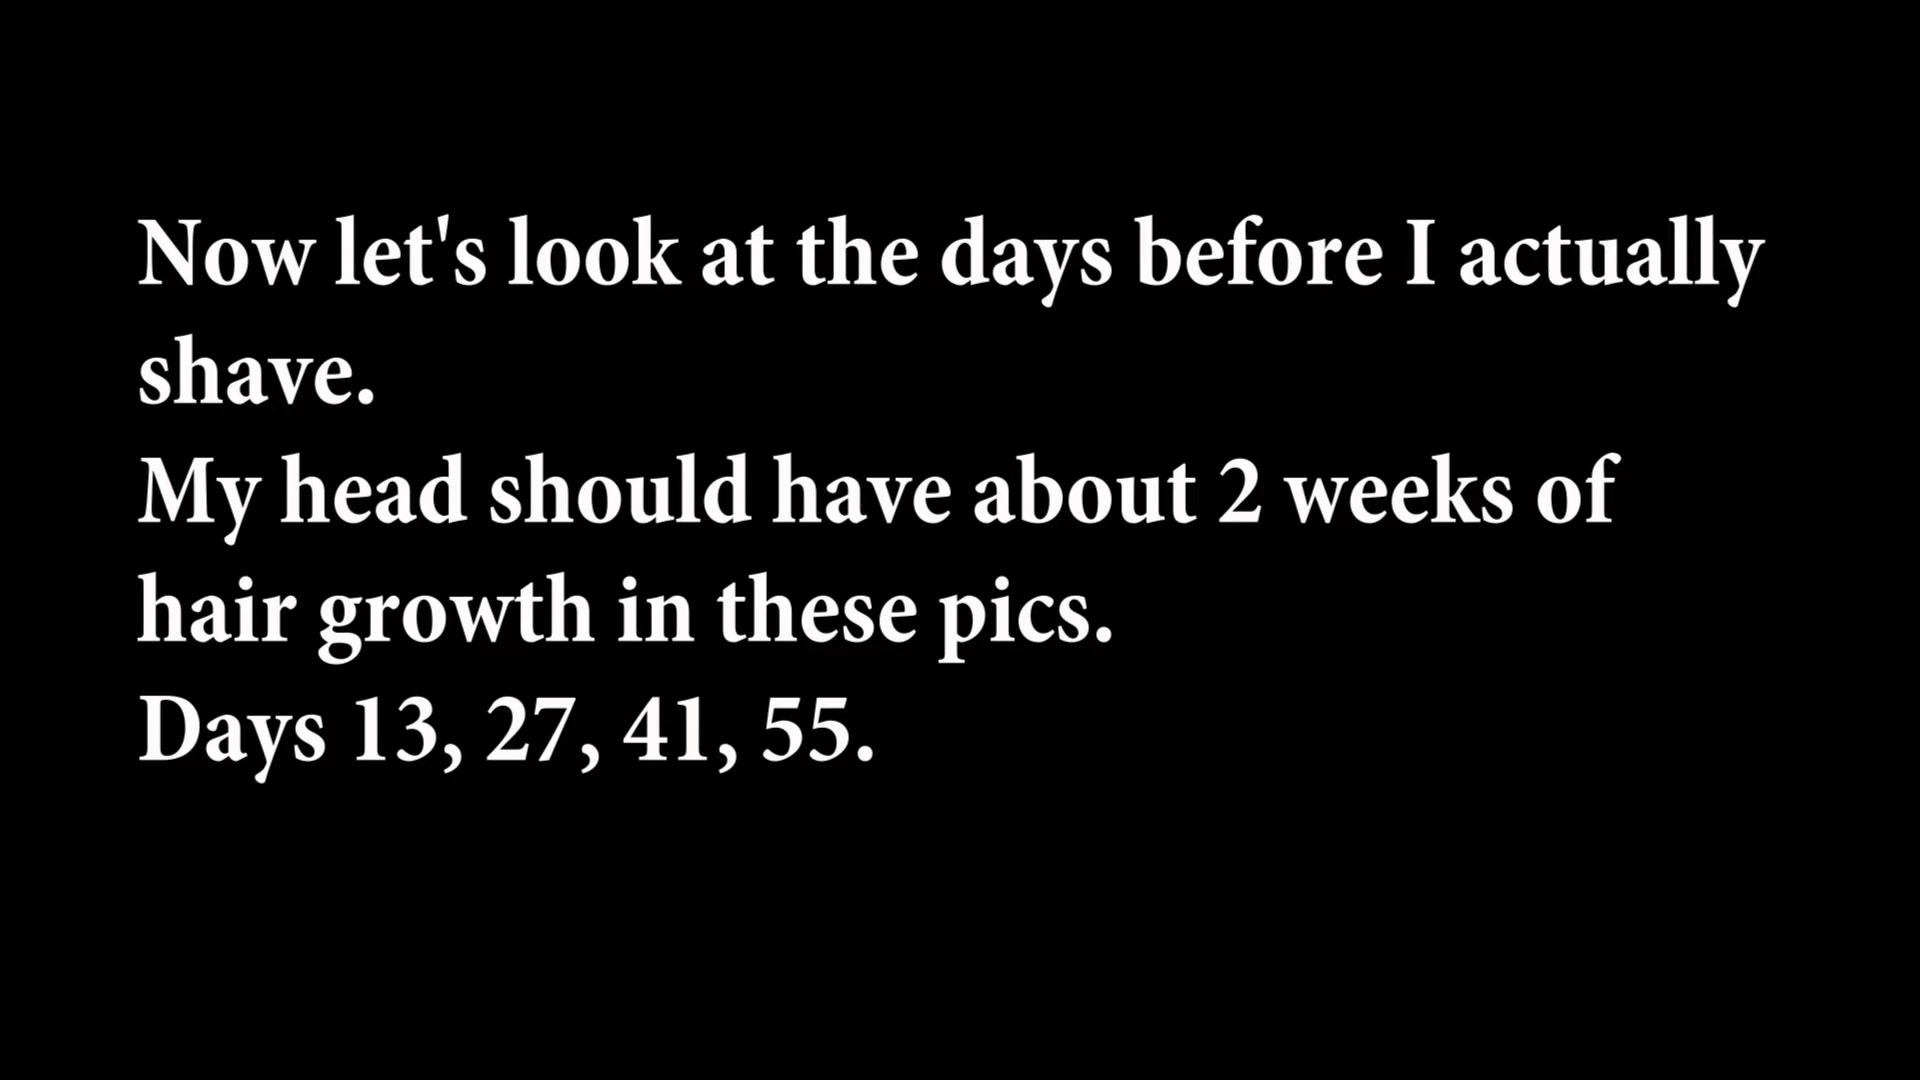 Now let's look at the days before I actually
shave.
My head should have about 2 weeks of
hair growth in these pics.
Days 13, 27, 41, 55.